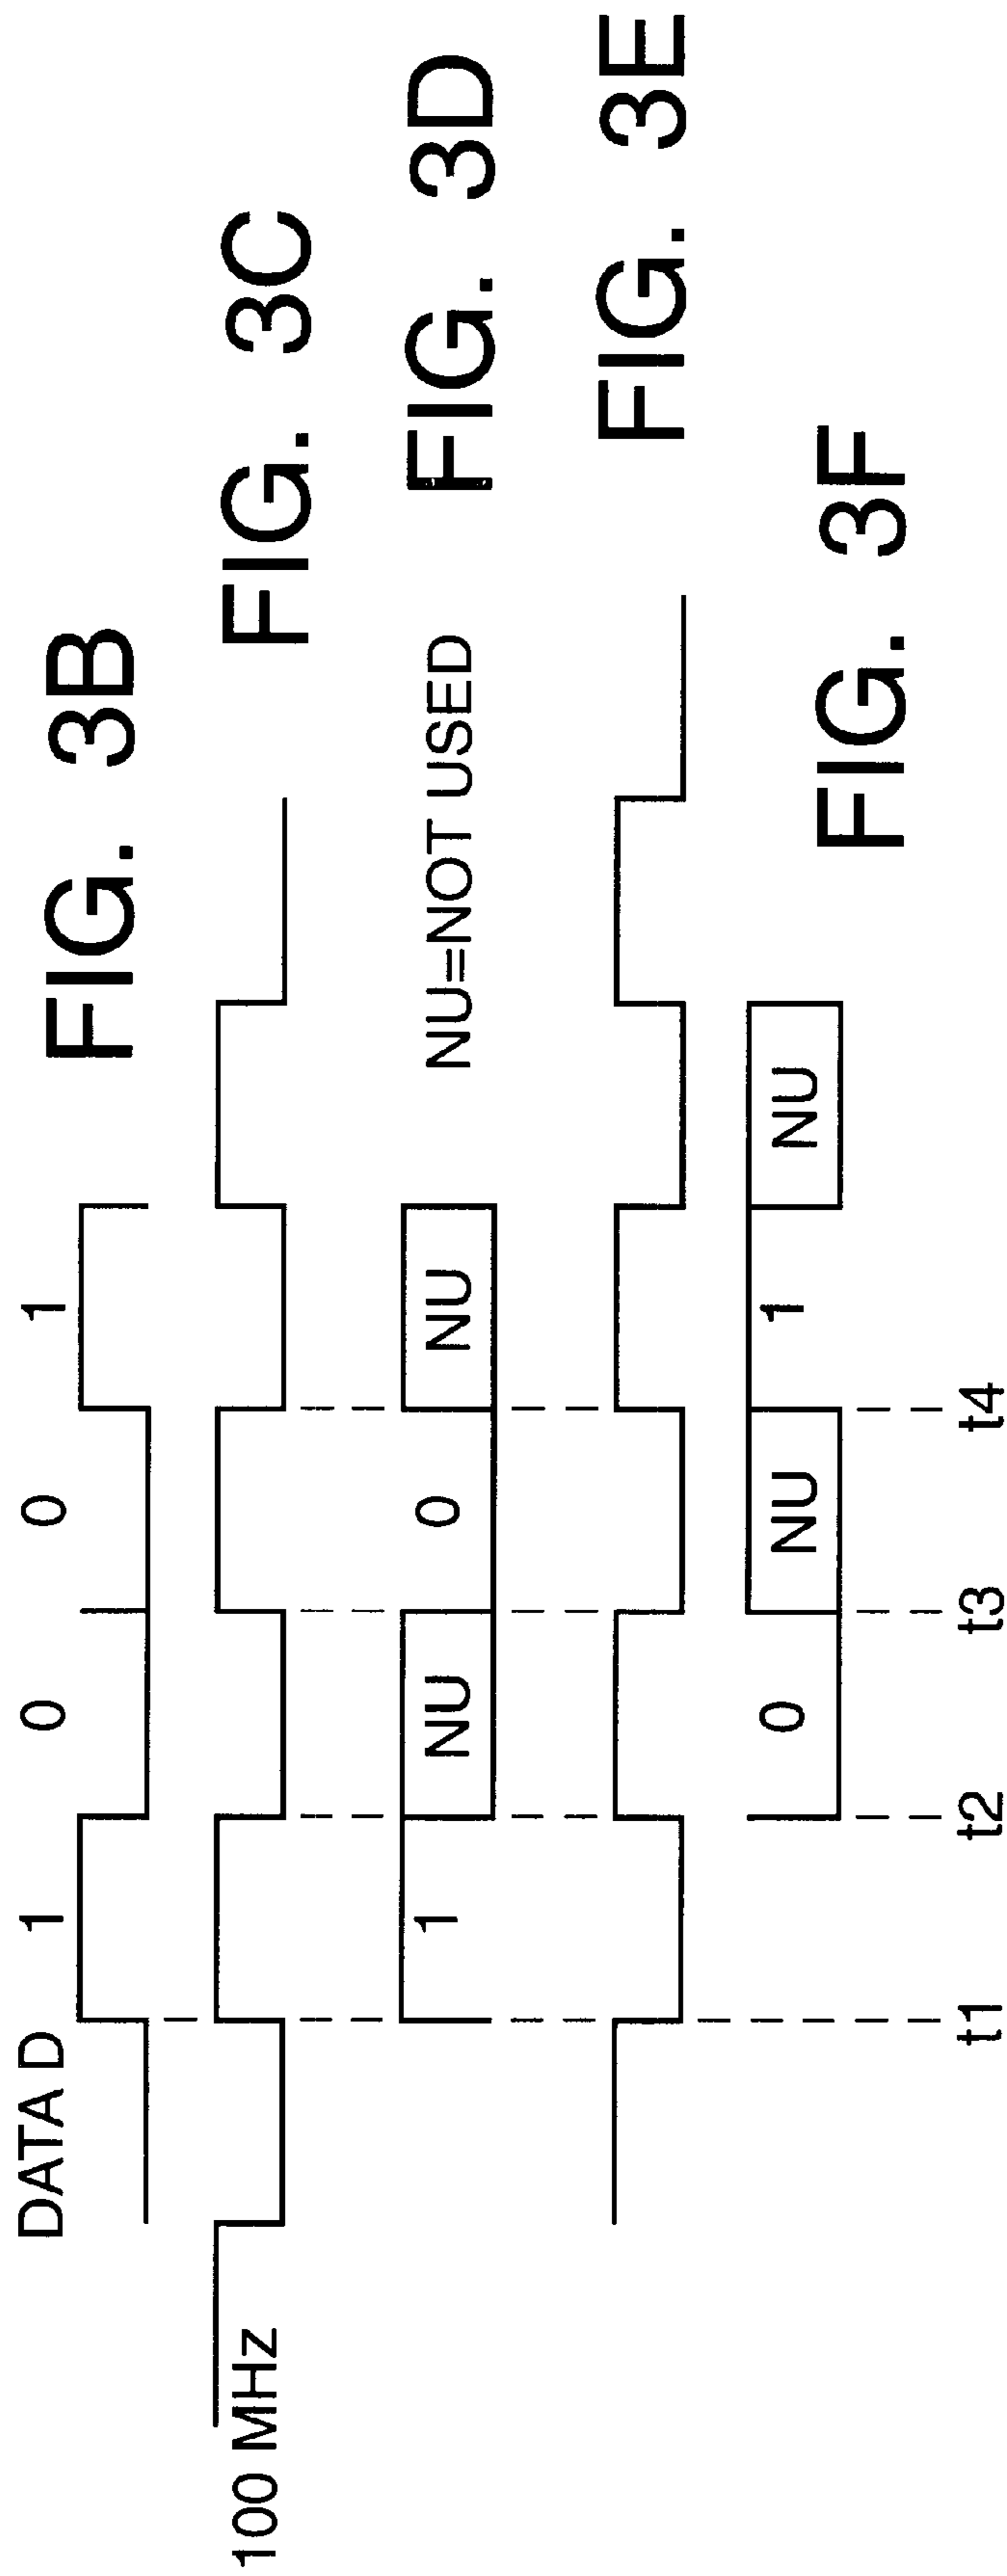 DATA D 1 0 0 1 FIG. 3B
100 MHz FIG. 3C
1 NU 0 NU NU=NOT USED FIG. 3D
FIG. 3E
0 NU 1 NU FIG. 3F
t1 t2 t3 t4